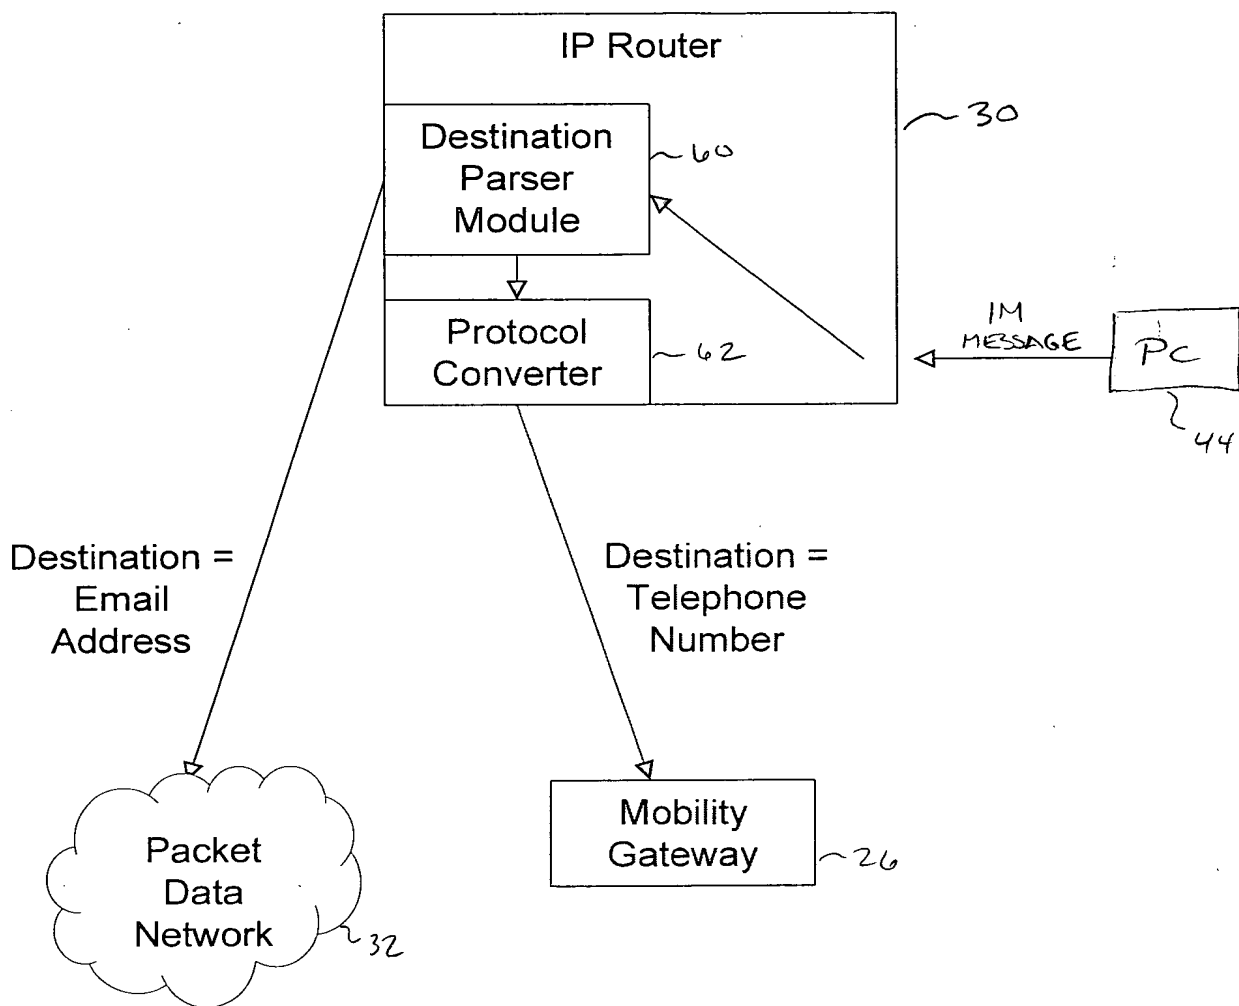 IP Router
30
Destination
Parser
Module
60
Protocol
Converter
62
IM
MESSAGE
PC
44
Destination =
Email
Address
Destination =
Telephone
Number
Packet
Data
Network
32
Mobility
Gateway
26